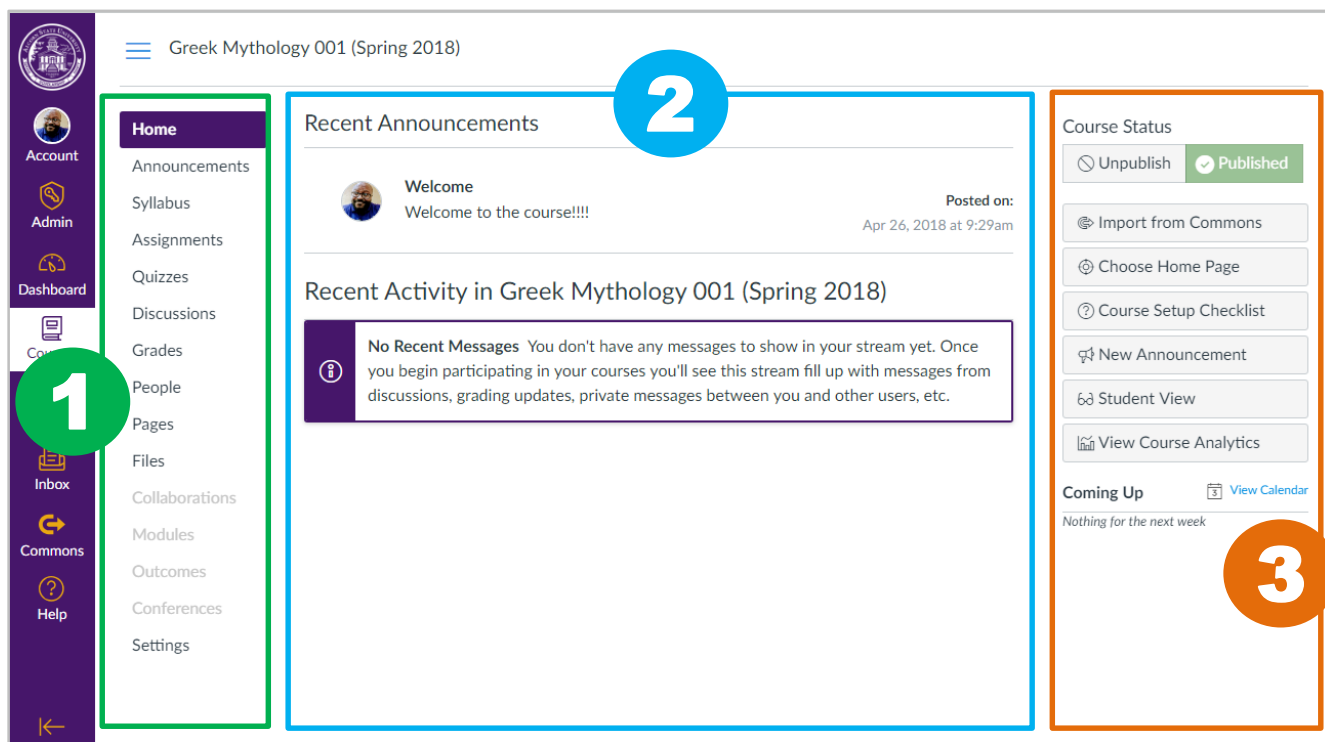 Greek Mythology 001 (Spring 2018)
Account
Admin
Dashboard
Inbox
Commons
Help
1
Home
Announcements
Syllabus
Assignments
Quizzes
Discussions
Grades
People
Pages
Files
Collaborations
Modules
Outcomes
Conferences
Settings
2
Recent Announcements
Welcome
Welcome to the course!!!!
Posted on:
Apr 26, 2018 at 9:29am
Recent Activity in Greek Mythology 001 (Spring 2018)
No Recent Messages You don't have any messages to show in your stream yet. Once
you begin participating in your courses you'll see this stream fill up with messages from
discussions, grading updates, private messages between you and other users, etc.
Course Status
Unpublish Published
Import from Commons
Choose Home Page
Course Setup Checklist
New Announcement
Student View
View Course Analytics
Coming Up 3 View Calendar
Nothing for the next week
3